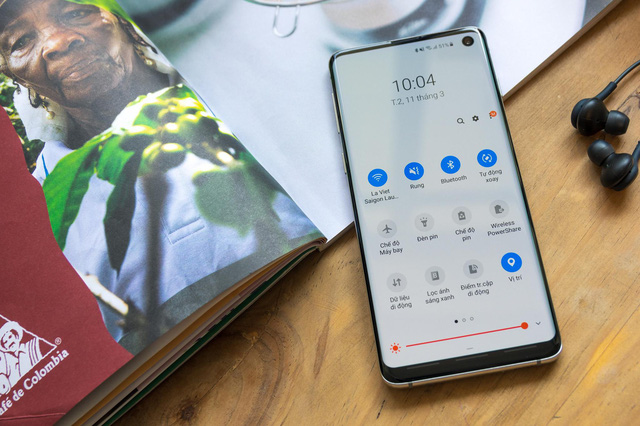 51%
10:04
T.2, 11 tháng 3
La Viet
Saigon Lau...
Rung
Bluetooth
Tự động
xoay
Chế độ
Máy bay
Đèn pin
Chế độ
pin
Wireless
PowerShare
Dữ liệu
di động
Lọc ánh
sáng xanh
Điểm tr.cập
di động
Vị trí
®
Café de Colombia